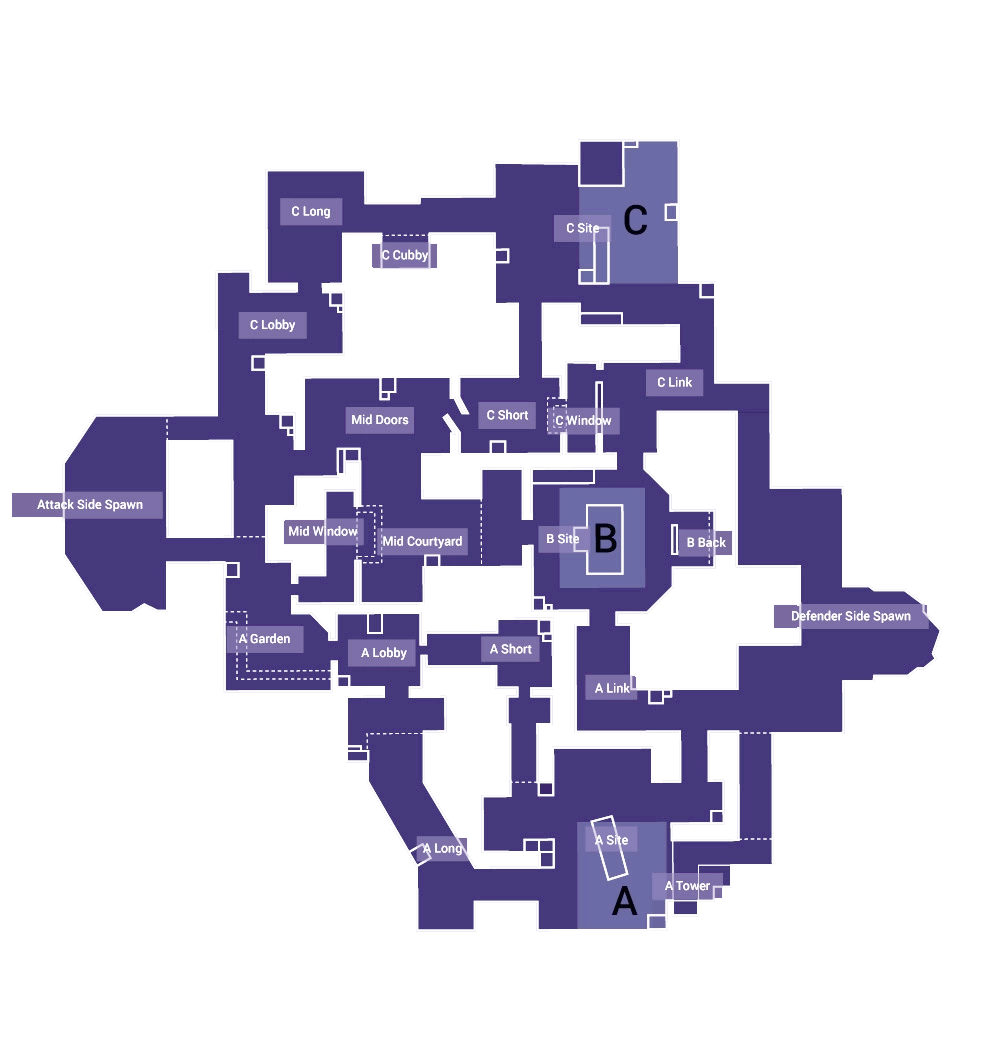 C Long
C Site
C
C Cubby
C Lobby
C Link
Mid Doors
C Short
C Window
Attack Side Spawn
Mid Window
Mid Courtyard
B Site
B
B Back
Defender Side Spawn
A Garden
A Lobby
A Short
A Link
A Long
A Site
A Tower
A